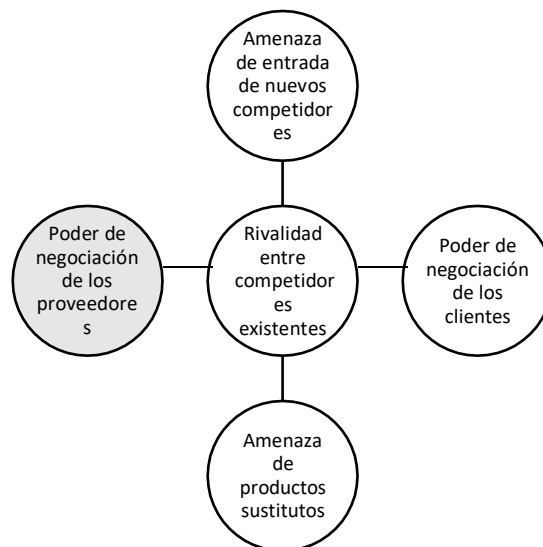 Amenaza
de entrada
de nuevos
competidor
es
Poder de
negociación
de los
proveedore
s
Rivalidad
entre
competidor
es
existentes
Poder de
negociación
de los
clientes
Amenaza
de
productos
sustitutos